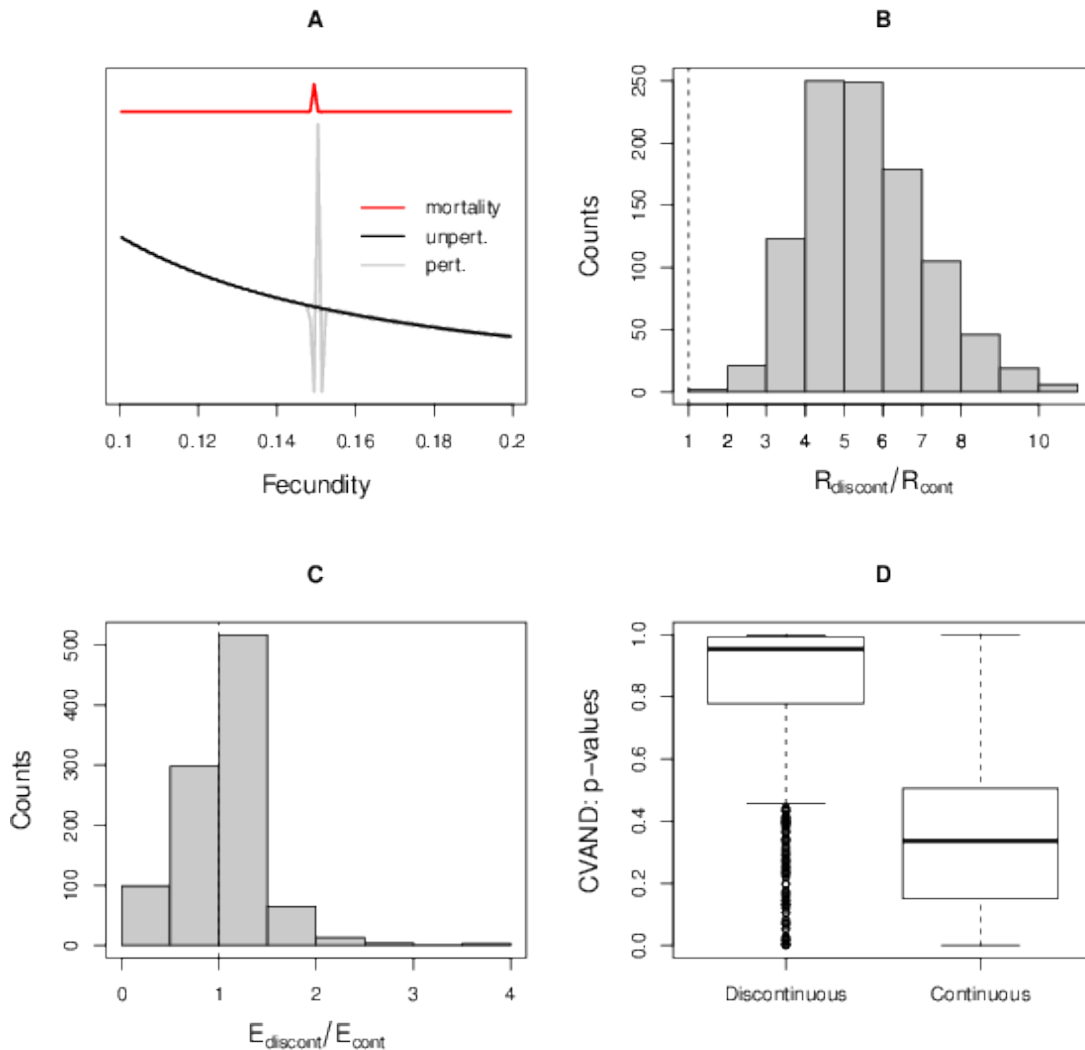 A
mortality
unpert.
pert.
0.1 0.12 0.14 0.16 0.18 0.2
Fecundity
B
Counts
0 50 100 150 200 250
1 2 3 4 5 6 7 8 10
Rdiscont/Rcont
C
Counts
0 100 200 300 400 500
0 1 2 3 4
Ediscont/Econt
D
CVAND: p-values
0.0 0.2 0.4 0.6 0.8 1.0
Discontinuous Continuous